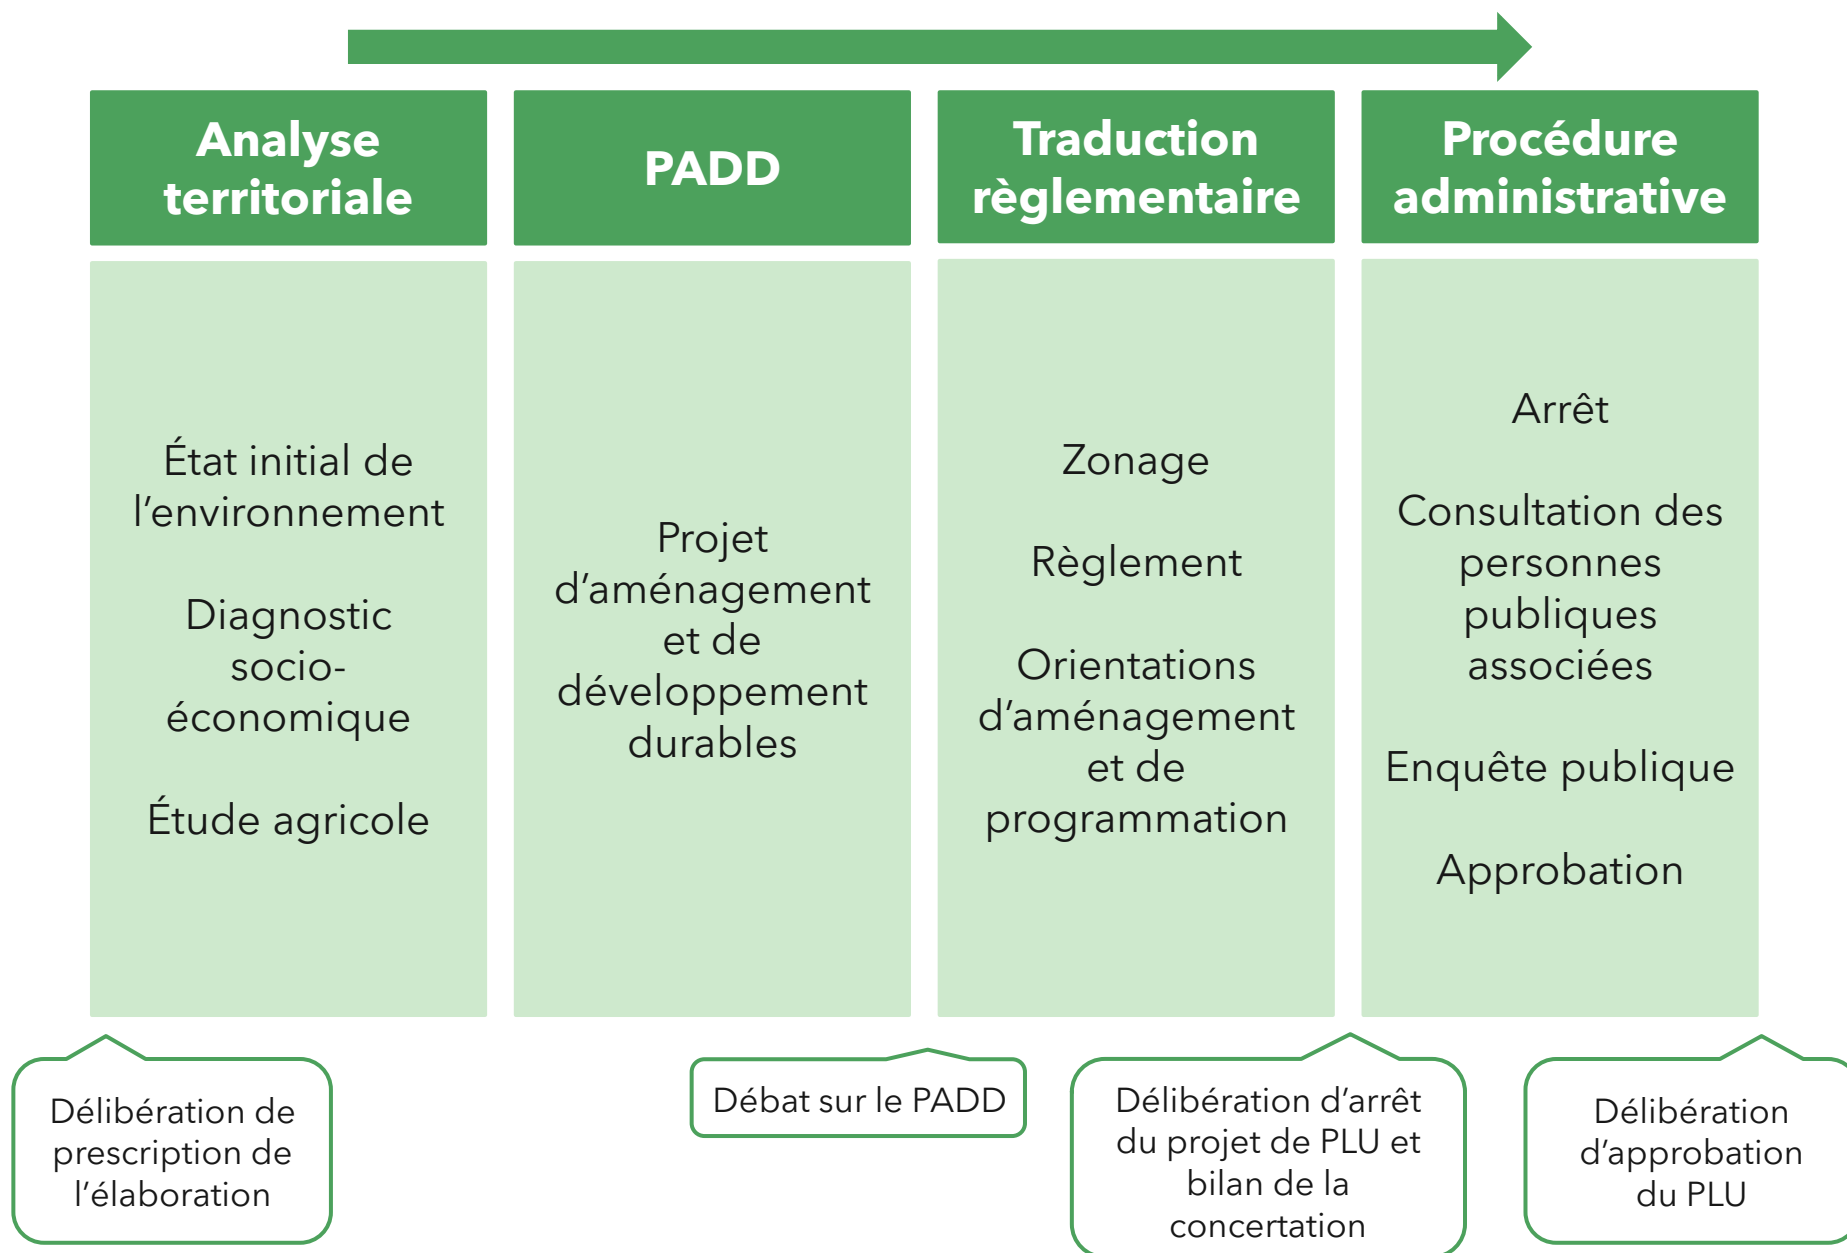 Analyse
territoriale
État initial de
l’environnement
Diagnostic
socio-
économique
Étude agricole
PADD
Projet
d’aménagement
et de
développement
durables
Traduction
règlementaire
Zonage
Règlement
Orientations
d’aménagement
et de
programmation
Procédure
administrative
Arrêt
Consultation des
personnes
publiques
associées
Enquête publique
Approbation
Délibération de
prescription de
l’élaboration
Débat sur le PADD
Délibération d’arrêt
du projet de PLU et
bilan de la
concertation
Délibération
d’approbation
du PLU